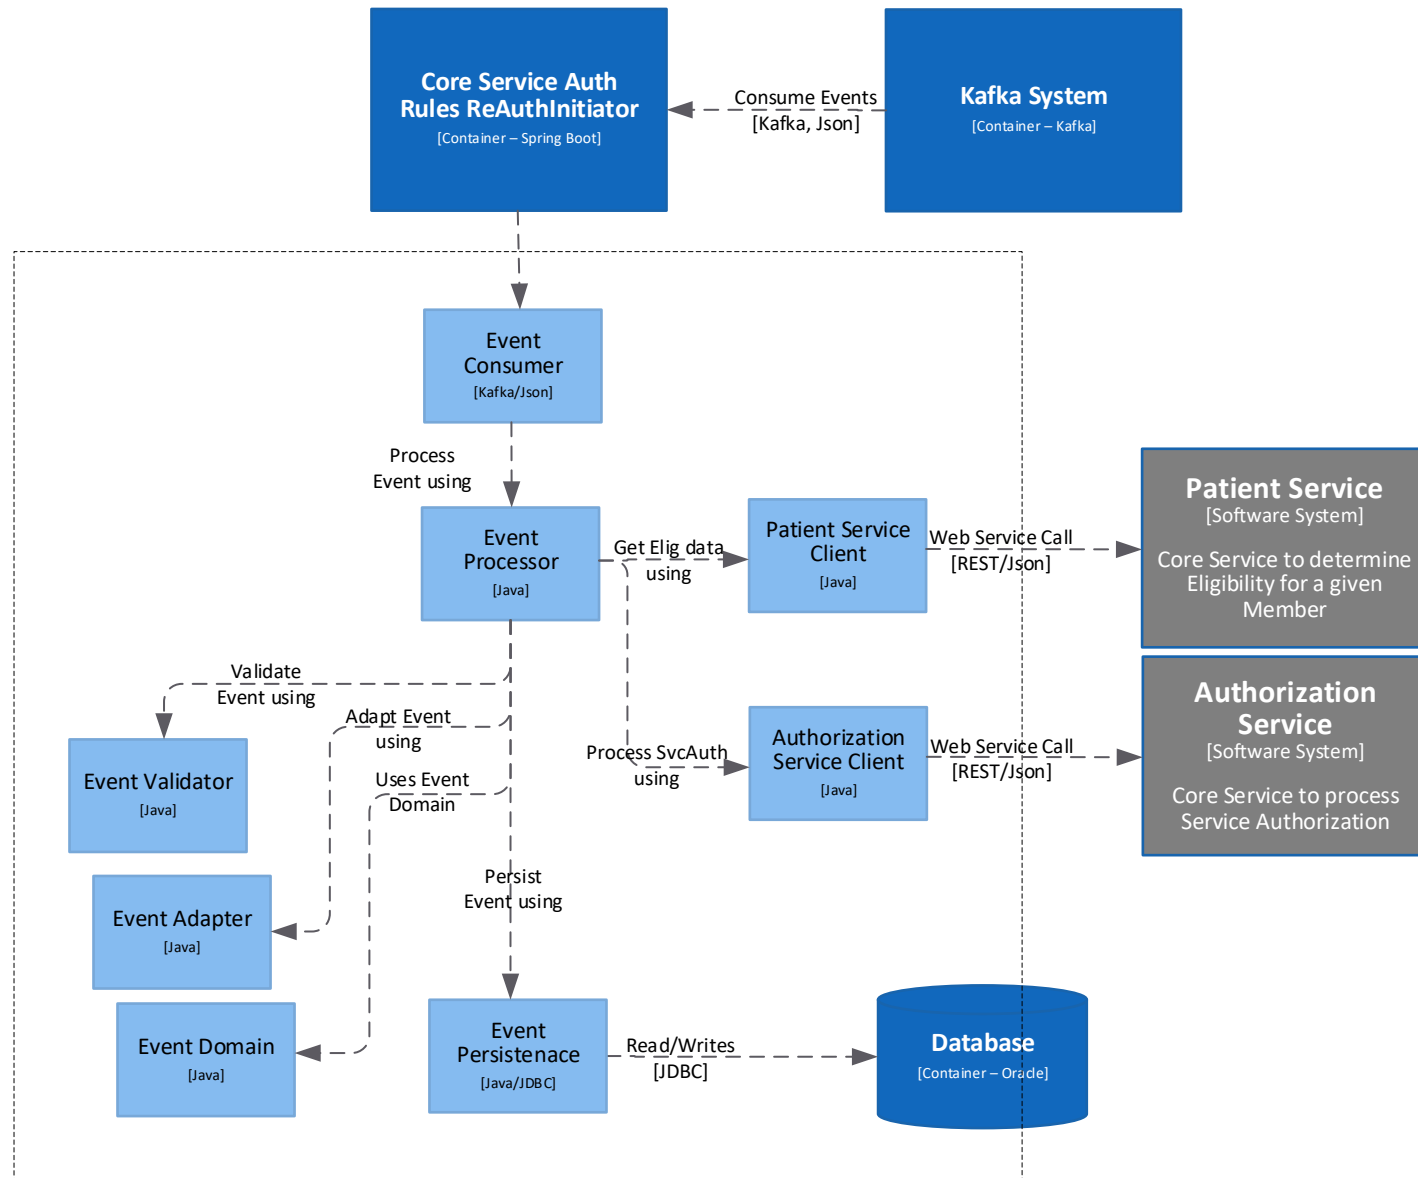 Core Service Auth
Rules ReAuthInitiator
[Container – Spring Boot]
Consume Events
[Kafka, Json]
Kafka System
[Container – Kafka]
Event
Consumer
[Kafka/Json]
Process
Event using
Event
Processor
[Java]
Get Elig data
using
Patient Service
Client
[Java]
Web Service Call
[REST/Json]
Patient Service
[Software System]
Core Service to determine
Eligibility for a given
Member
Validate
Event using
Adapt Event
using
Uses Event
Domain
Process SvcAuth
using
Authorization
Service Client
[Java]
Web Service Call
[REST/Json]
Authorization
Service
[Software System]
Core Service to process
Service Authorization
Event Validator
[Java]
Event Adapter
[Java]
Event Domain
[Java]
Persist
Event using
Event
Persistenace
[Java/JDBC]
Read/Writes
[JDBC]
Database
[Container – Oracle]